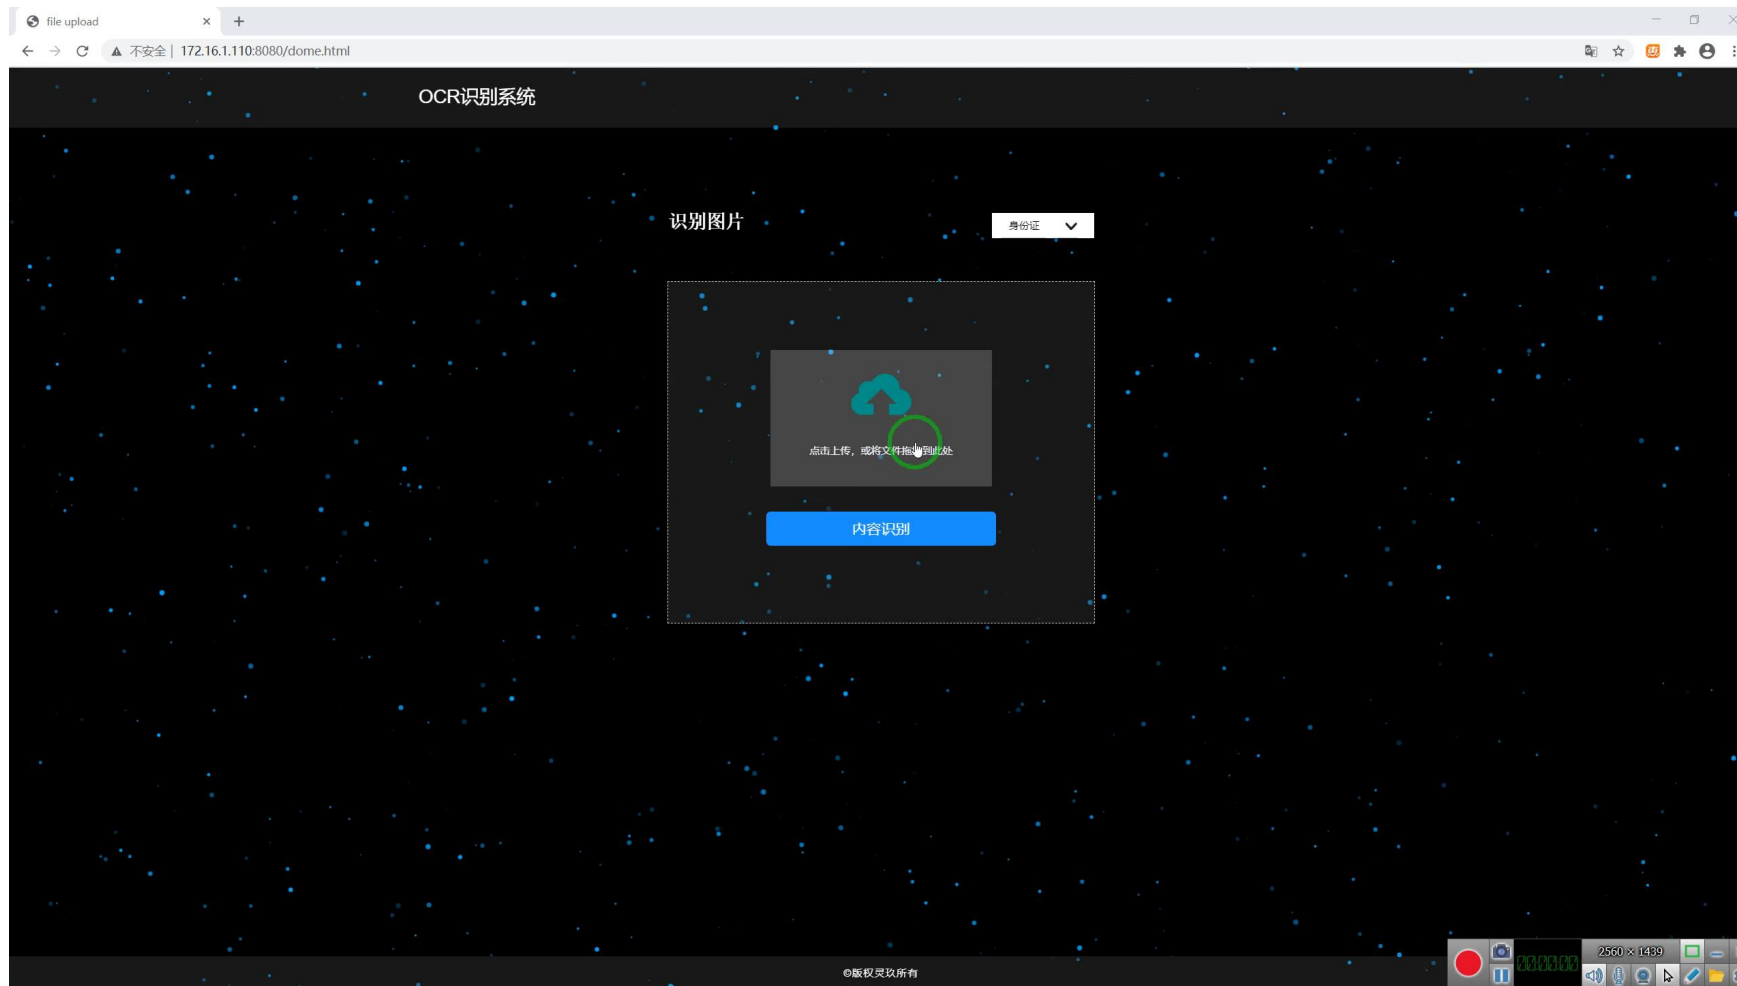 file upload
不安全 | 172.16.1.110:8080/dome.html
OCR识别系统
识别图片
身份证
点击上传，或将文件拖拽到此处
内容识别
©版权灵玖所有
2560 × 1439